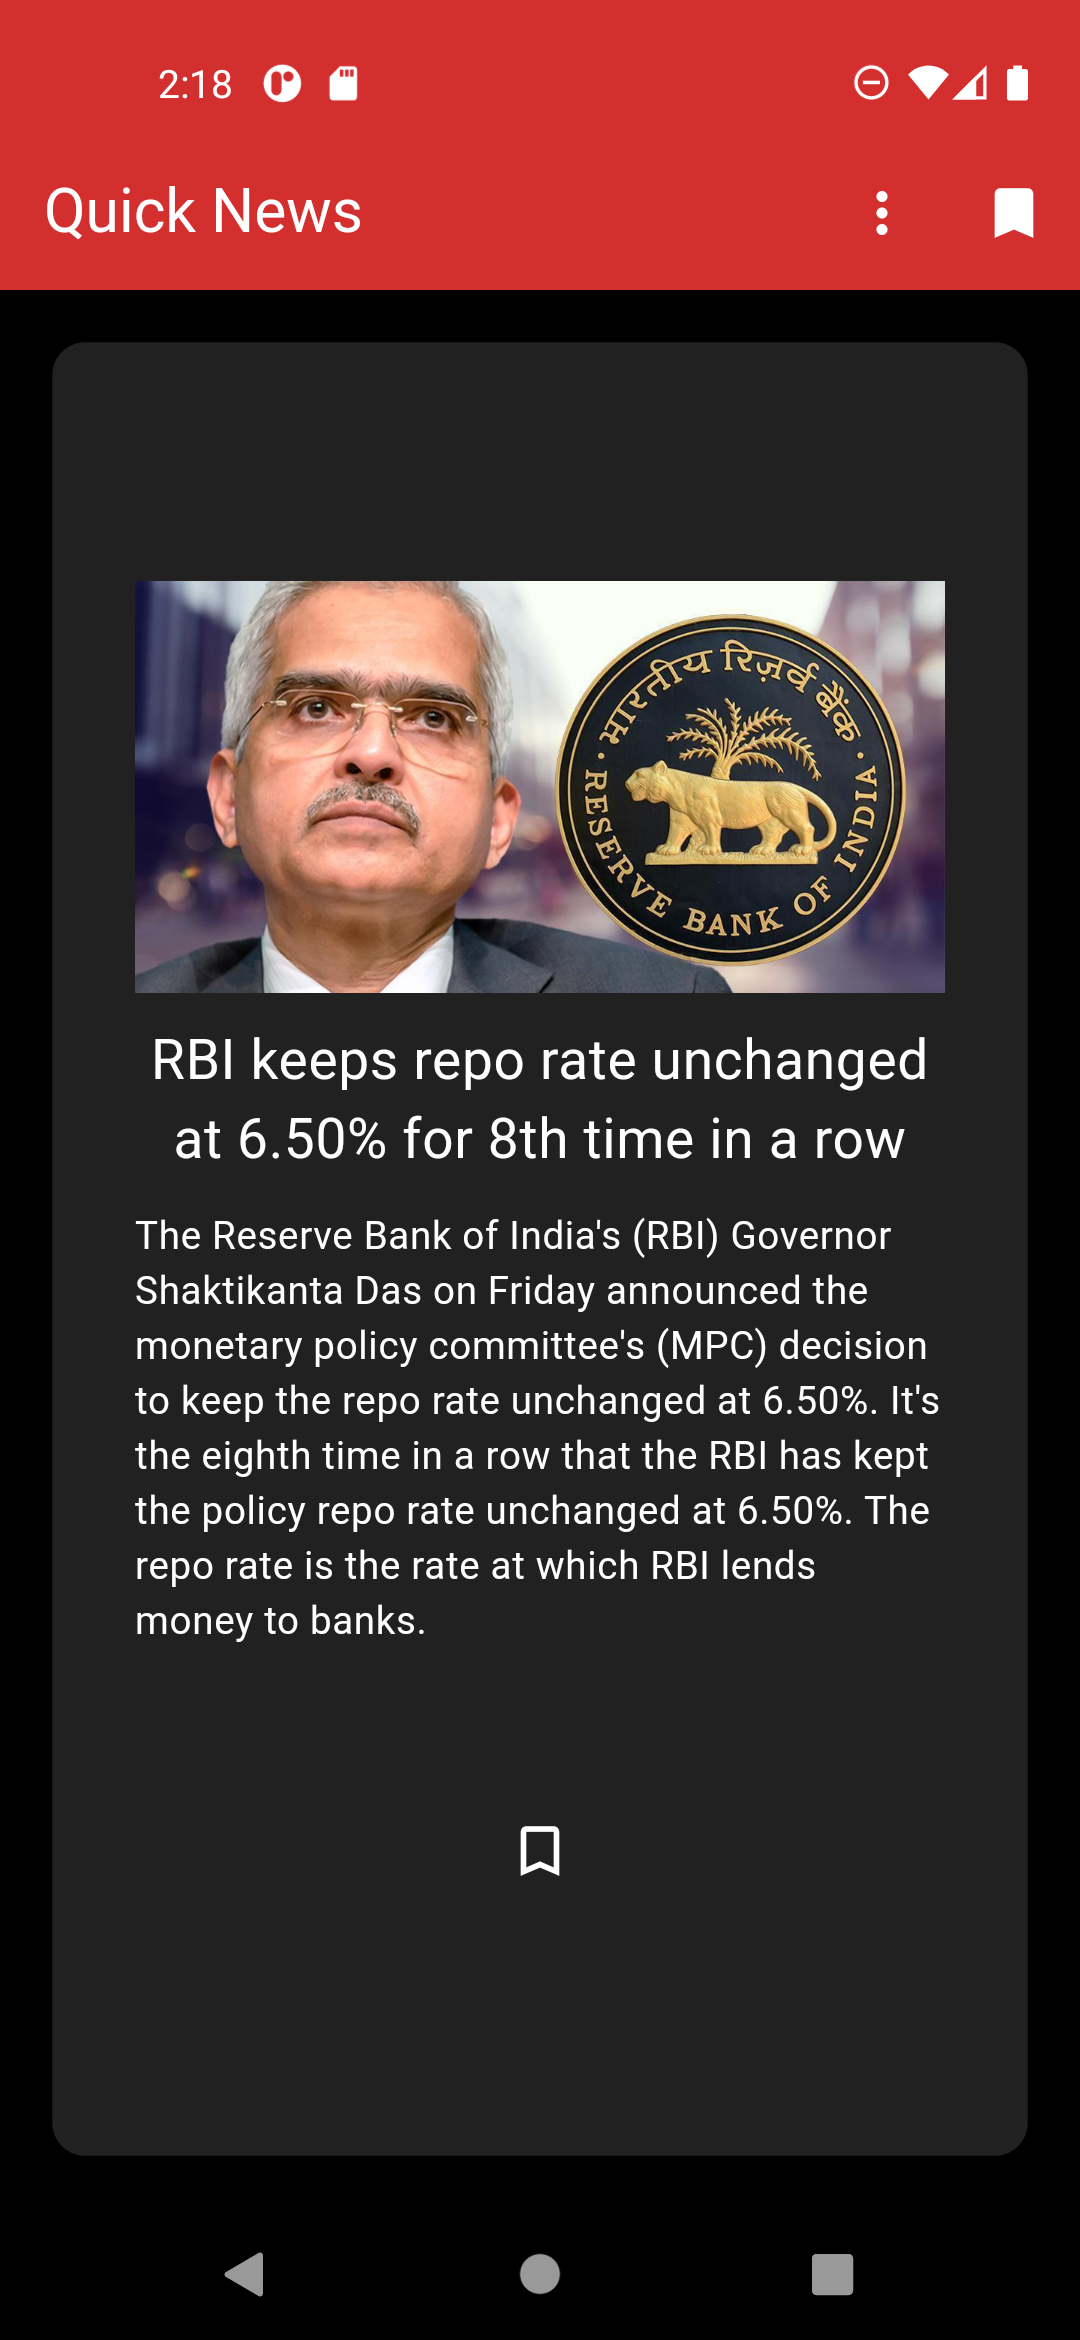 2:18
Quick News
भारतीय रिज़र्व बैंक
RESERVE BANK OF INDIA
RBI keeps repo rate unchanged
at 6.50% for 8th time in a row
The Reserve Bank of India's (RBI) Governor
Shaktikanta Das on Friday announced the
monetary policy committee's (MPC) decision
to keep the repo rate unchanged at 6.50%. It's
the eighth time in a row that the RBI has kept
the policy repo rate unchanged at 6.50%. The
repo rate is the rate at which RBI lends
money to banks.